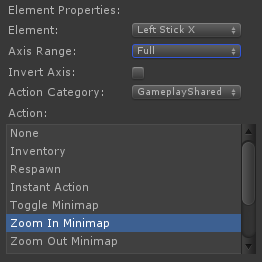 Element Properties:
Element: Left Stick X
Axis Range: Full
Invert Axis:
Action Category: GameplayShared
Action:
None
Inventory
Respawn
Instant Action
Toggle Minimap
Zoom In Minimap
Zoom Out Minimap